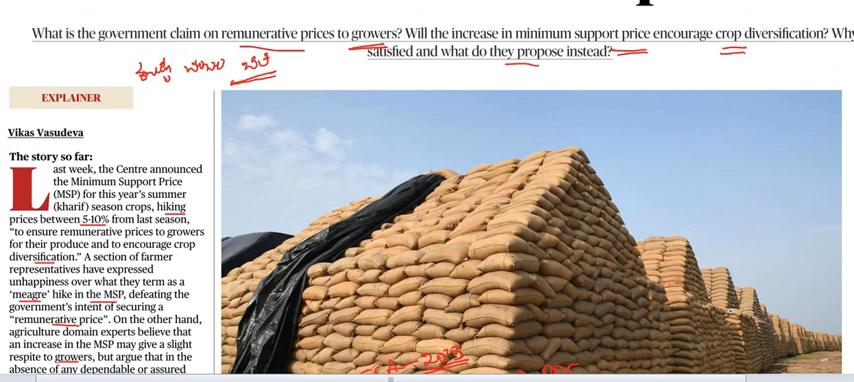 What is the government claim on remunerative prices to growers? Will the increase in minimum support price encourage crop diversification? Why
satisfied and what do they propose instead?
EXPLAINER
Vikas Vasudeva
The story so far:
Last week, the Centre announced
the Minimum Support Price
(MSP) for this year's summer
(kharif) season crops, hiking
prices between 5-10% from last season,
“to ensure remunerative prices to growers
for their produce and to encourage crop
diversification.” A section of farmer
representatives have expressed
unhappiness over what they term as a
‘meagre’ hike in the MSP, defeating the
government's intent of securing a
“remunerative price”. On the other hand,
agriculture domain experts believe that
an increase in the MSP may give a slight
respite to growers, but argue that in the
absence of any dependable or assured